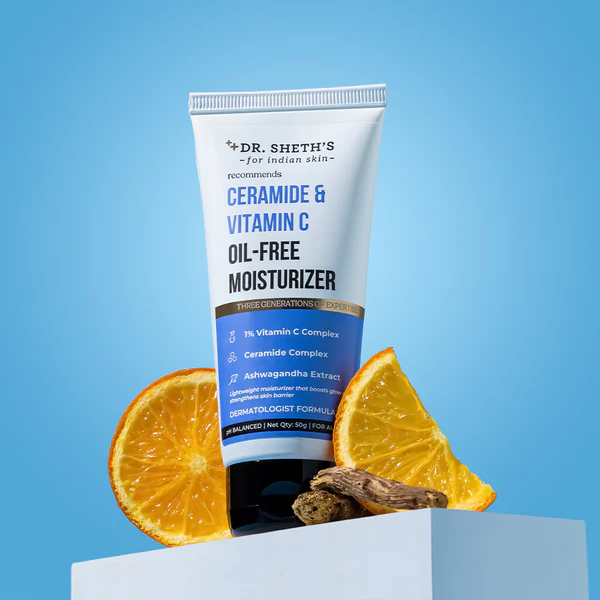 DR. SHETH'S
-for indian skin-
recommends
CERAMIDE &
VITAMIN C
OIL-FREE
MOISTURIZER
THREE GENERATIONS OF EXPERTISE
1% Vitamin C Complex
Ceramide Complex
Ashwagandha Extract
Lightweight moisturizer that boosts glow
strengthens skin barrier
DERMATOLOGIST FORMULA
pH BALANCED | Net Qty: 50g | FOR